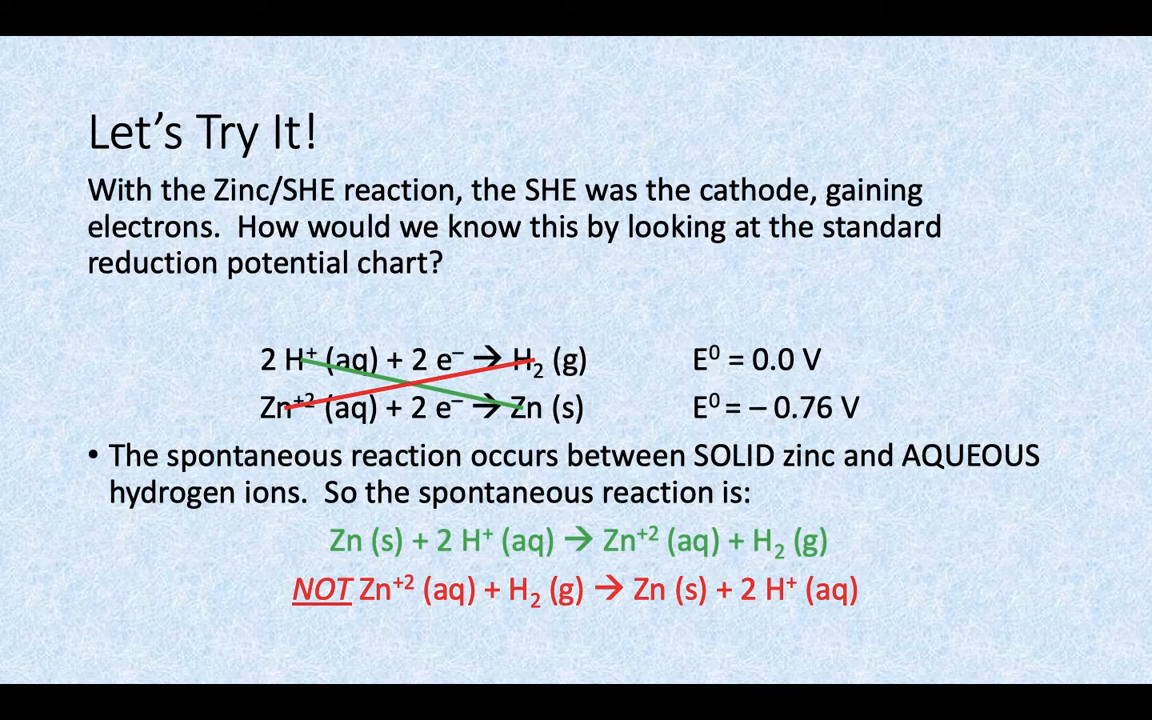 Let’s Try It!
With the Zinc/SHE reaction, the SHE was the cathode, gaining
electrons.  How would we know this by looking at the standard
reduction potential chart?
2 H⁺ (aq) + 2 e⁻ → H₂ (g) E⁰ = 0.0 V
Zn⁺² (aq) + 2 e⁻ → Zn (s) E⁰ = – 0.76 V
• The spontaneous reaction occurs between SOLID zinc and AQUEOUS
hydrogen ions.  So the spontaneous reaction is:
Zn (s) + 2 H⁺ (aq) → Zn⁺² (aq) + H₂ (g)
NOT Zn⁺² (aq) + H₂ (g) → Zn (s) + 2 H⁺ (aq)